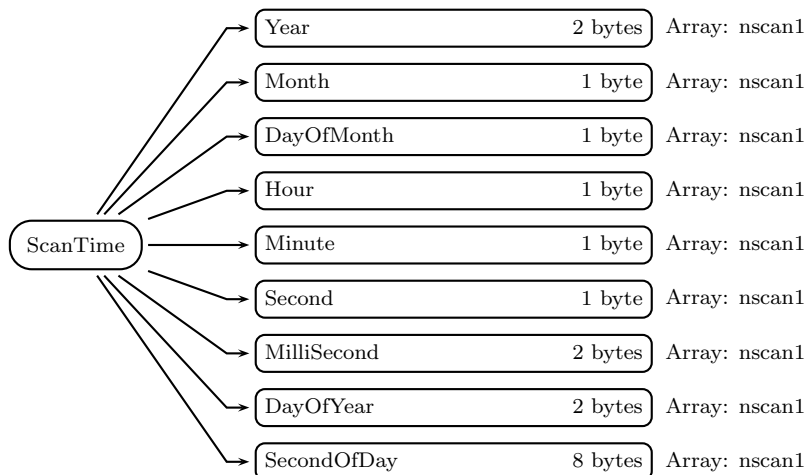 Year 2 bytes Array: nscan1
Month 1 byte Array: nscan1
DayOfMonth 1 byte Array: nscan1
Hour 1 byte Array: nscan1
ScanTime Minute 1 byte Array: nscan1
Second 1 byte Array: nscan1
MilliSecond 2 bytes Array: nscan1
DayOfYear 2 bytes Array: nscan1
SecondOfDay 8 bytes Array: nscan1